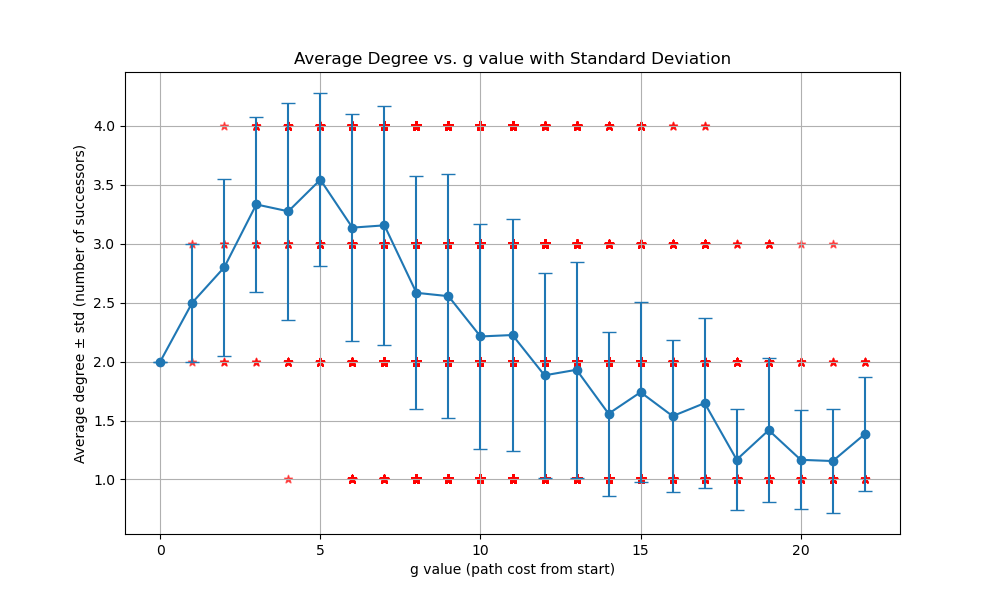 Average Degree vs. g value with Standard Deviation
Average degree ± std (number of successors)
4.0
3.5
3.0
2.5
2.0
1.5
1.0
0 5 10 15 20
g value (path cost from start)